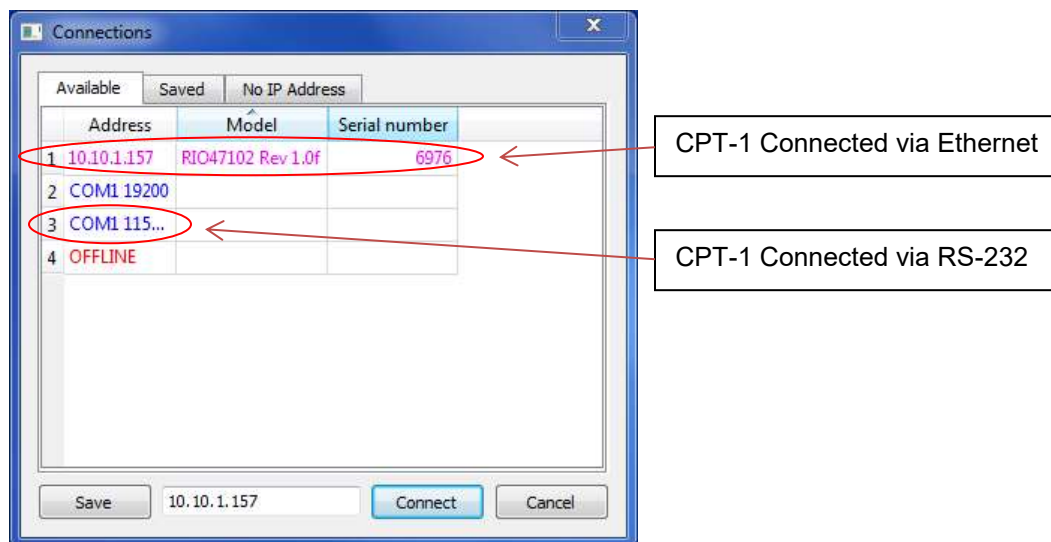 Connections
x
Available Saved No IP Address
Address Model Serial number
1 10.10.1.157 RIO47102 Rev 1.0f 6976
2 COM1 19200
3 COM1 115...
4 OFFLINE
Save 10.10.1.157 Connect Cancel
CPT-1 Connected via Ethernet
CPT-1 Connected via RS-232